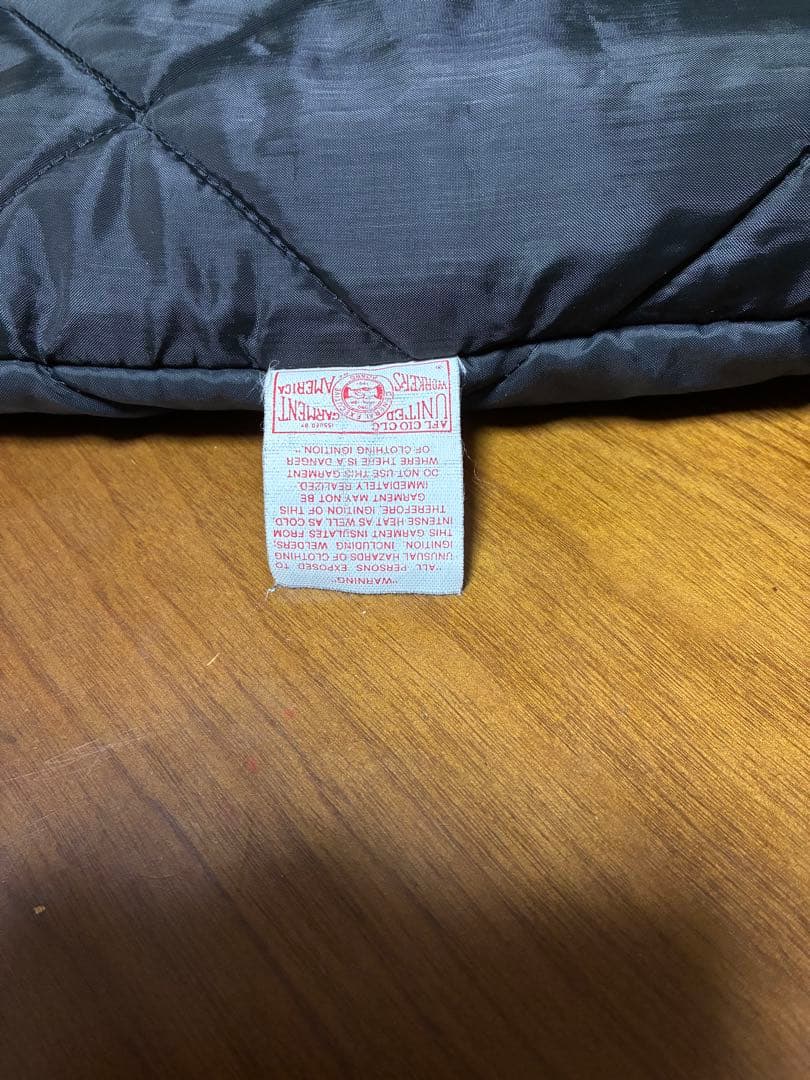 "WARNING"
"ALL PERSONS EXPOSED TO
UNUSUAL HAZARDS OF CLOTHING
IGNITION, INCLUDING WELDERS;
THIS GARMENT INSULATES FROM
INTENSE HEAT AS WELL AS COLD.
THEREFORE, IGNITION OF THIS
GARMENT MAY NOT BE
IMMEDIATELY REALIZED.
DO NOT USE THIS GARMENT
WHERE THERE IS A DANGER
OF CLOTHING IGNITION."
AFL CIO CLC
ISSUED BY
UNITED
GARMENT
WORKERS
AMERICA